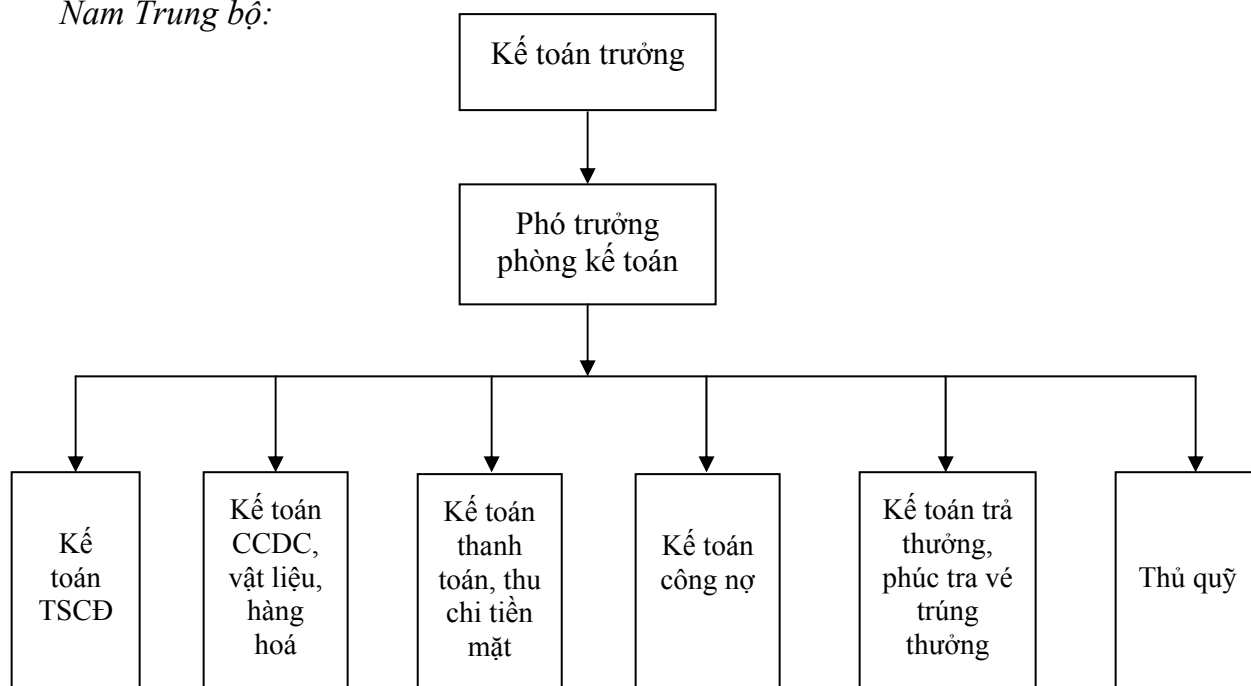 Nam Trung bộ:
Kế toán trưởng
Phó trưởng
phòng kế toán
Kế
toán
TSCĐ
Kế toán
CCDC,
vật liệu,
hàng
hoá
Kế toán
thanh
toán, thu
chi tiền
mặt
Kế toán
công nợ
Kế toán trả
thưởng,
phúc tra vé
trúng
thưởng
Thủ quỹ